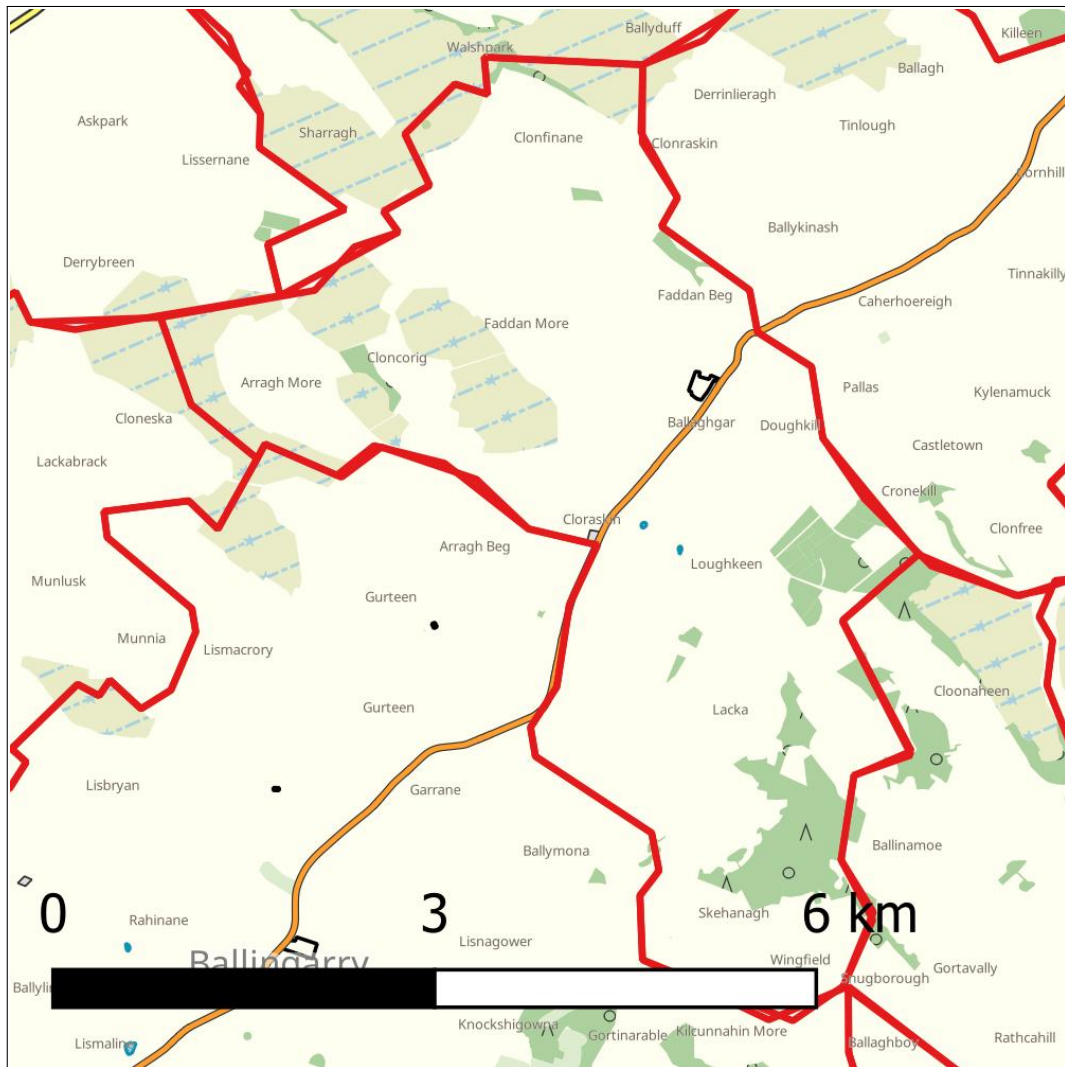 Ballyduff
Killeen
Walshpark
Ballagh
Derrinlieragh
Askpark
Tinlough
Sharragh
Clonfinane
Clonraskin
Lissernane
Cornhill
Ballykinash
Derrybreen
Tinnakilly
Faddan Beg
Caherhoereigh
Faddan More
Cloncorig
Arragh More
Pallas
Kylenamuck
Cloneska
Ballaghgar
Doughkill
Castletown
Lackabrack
Cronekill
Cloraskin
Clonfree
Arragh Beg
Loughkeen
Munlusk
Gurteen
Munnia
Lismacrory
Cloonaheen
Gurteen
Lacka
Lisbryan
Garrane
Ballinamoe
Ballymona
0 3 6 km
Skehanagh
Rahinane
Lisnagower
Ballingarry
Wingfield
Gortavally
Snugborough
Knockshigowna
Gortinarable
Kilcunnahin More
Rathcahill
Lismaline
Ballaghboy